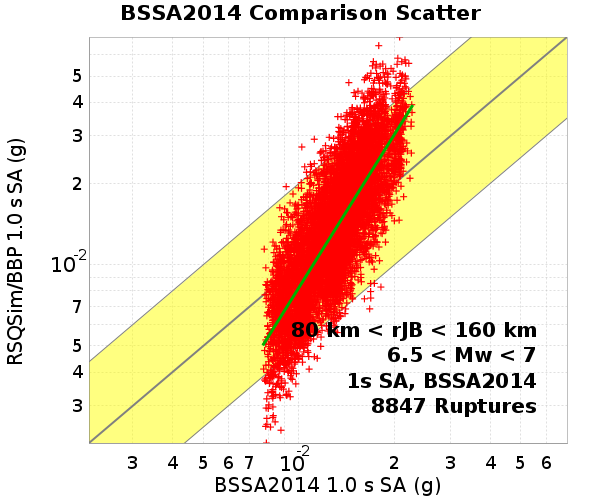 BSSA2014 Comparison Scatter
RSQSim/BBP 1.0 s SA (g)
5
4
3
2
10-2
7
5
4
3
80 km < rJB < 160 km
6.5 < Mw < 7
1s SA, BSSA2014
8847 Ruptures
3 4 5 6 7 10-2 2 3 4 5 6
BSSA2014 1.0 s SA (g)